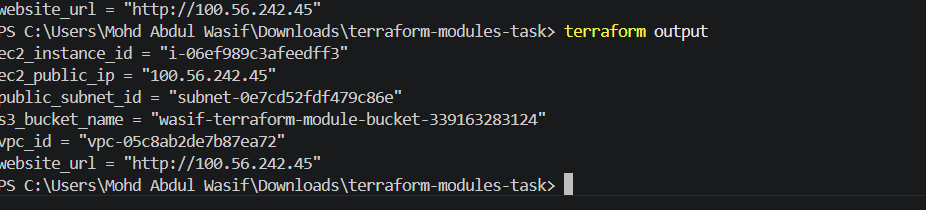 website_url = "http://100.56.242.45"
PS C:\Users\Mohd Abdul Wasif\Downloads\terraform-modules-task> terraform output
ec2_instance_id = "i-06ef989c3afeedff3"
ec2_public_ip = "100.56.242.45"
public_subnet_id = "subnet-0e7cd52fdf479c86e"
s3_bucket_name = "wasif-terraform-module-bucket-339163283124"
vpc_id = "vpc-05c8ab2de7b87ea72"
website_url = "http://100.56.242.45"
PS C:\Users\Mohd Abdul Wasif\Downloads\terraform-modules-task>